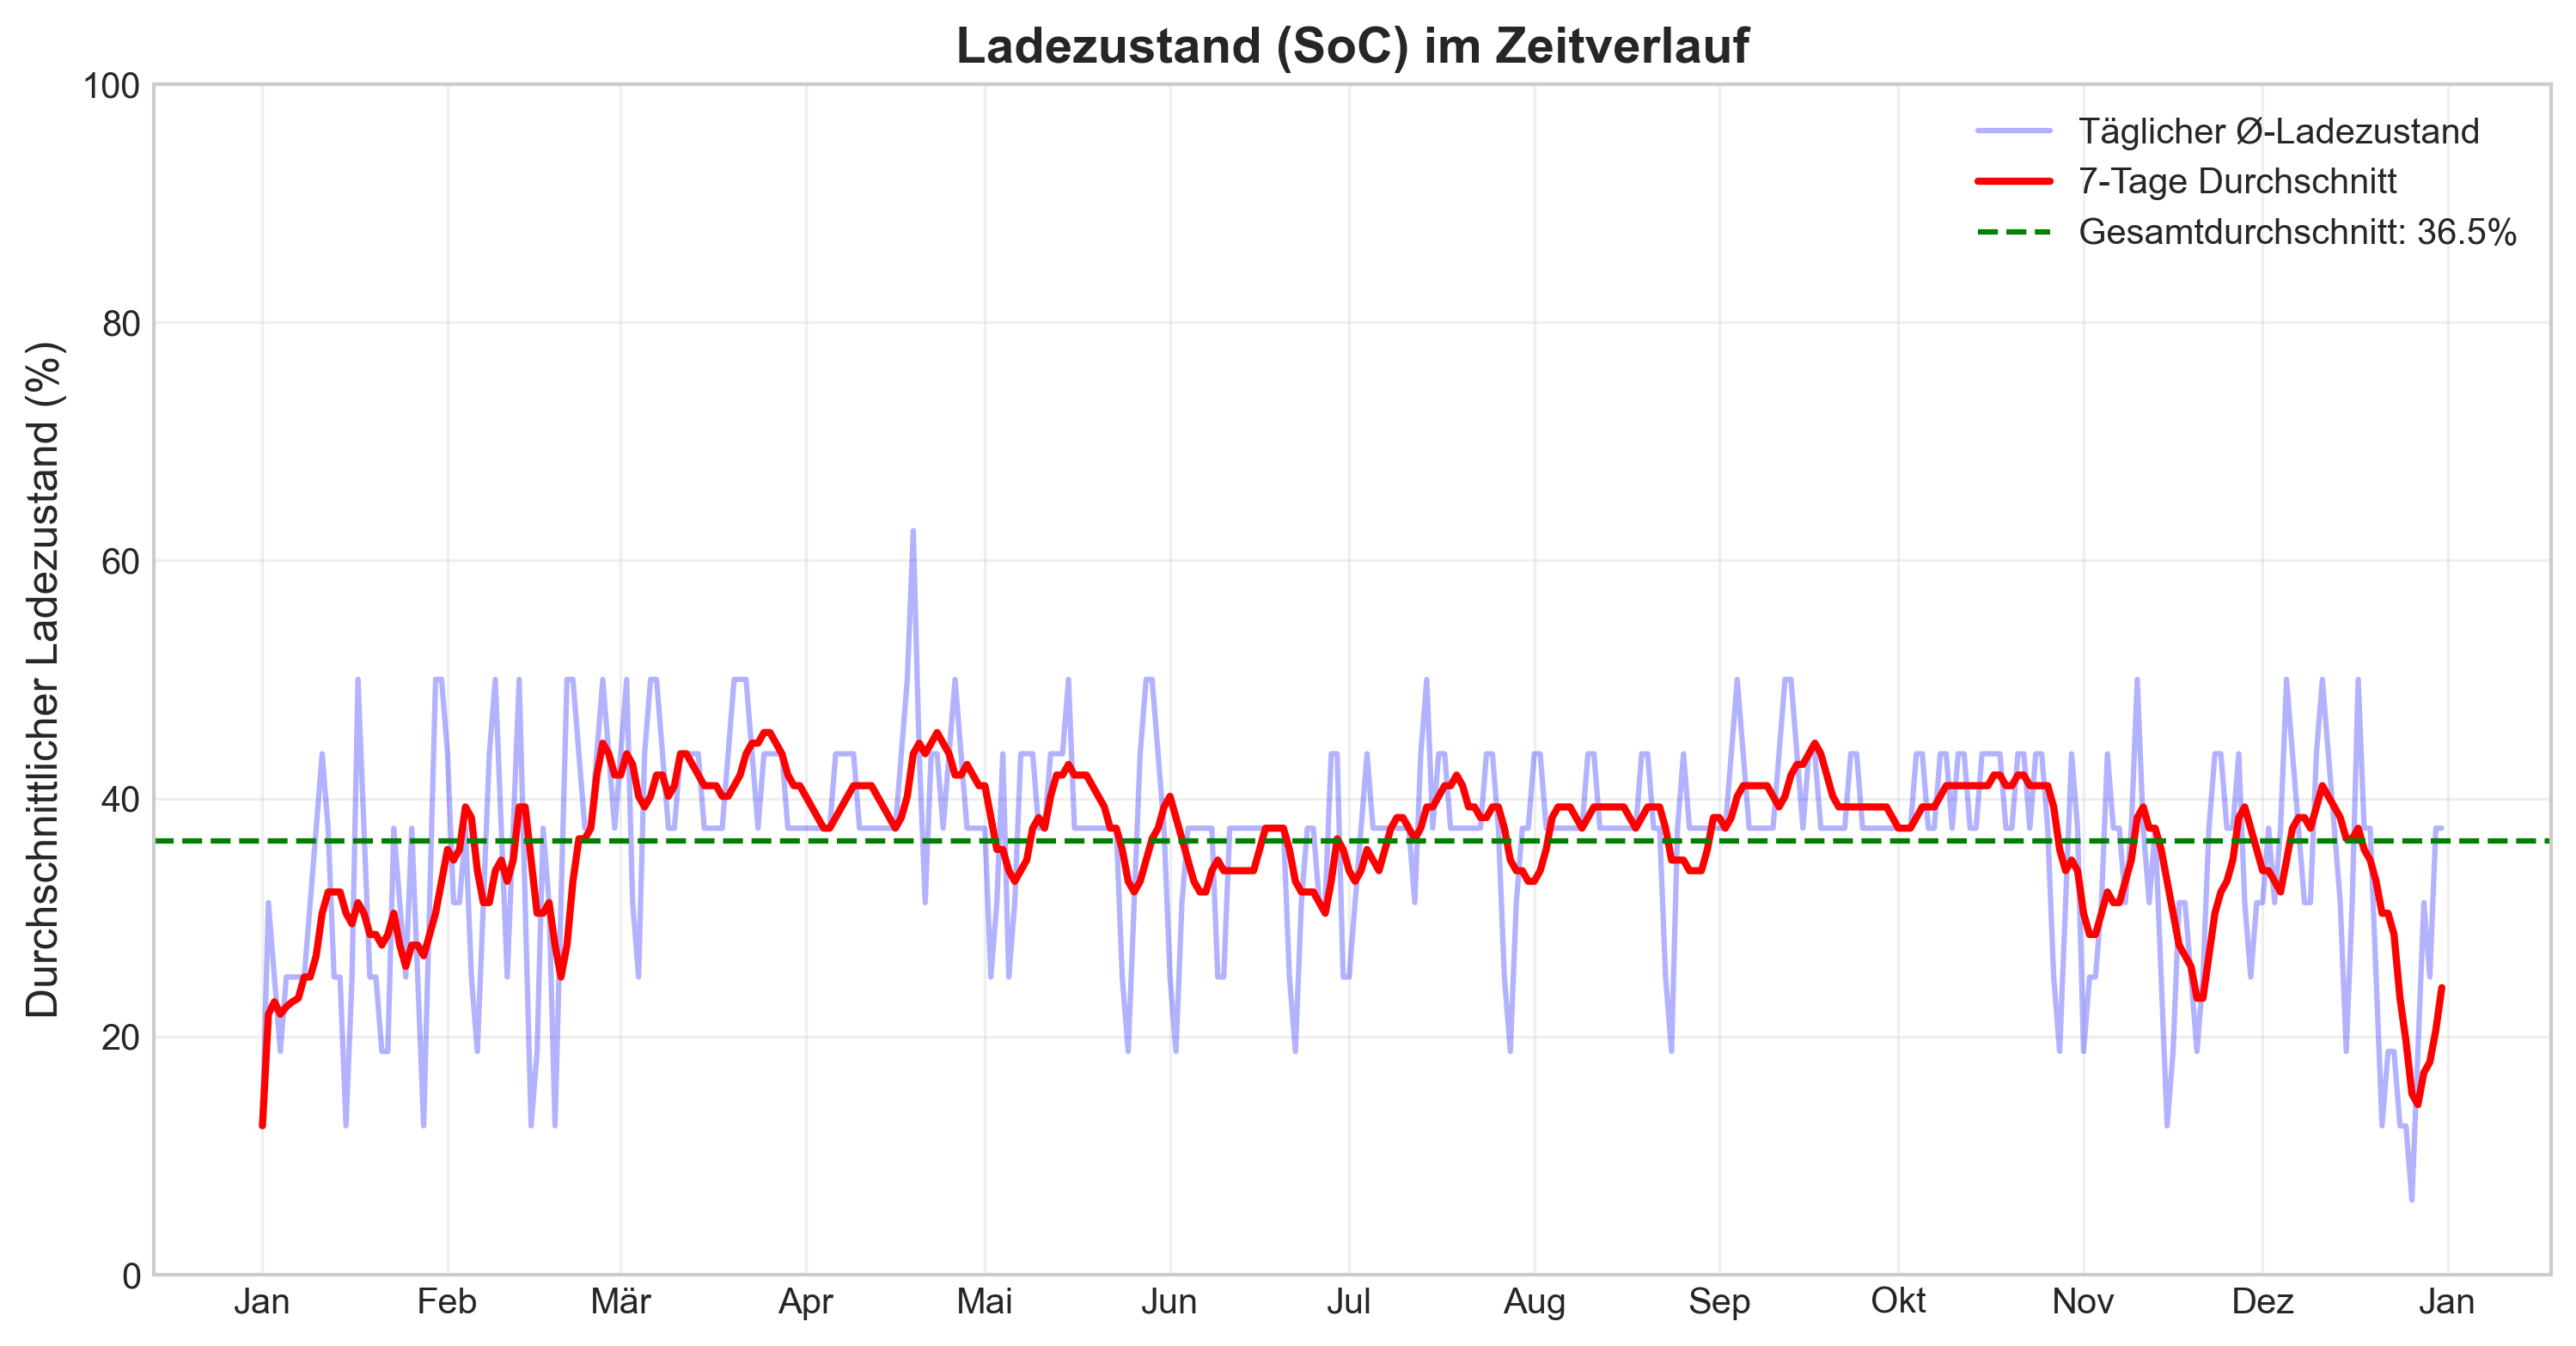 Ladezustand (SoC) im Zeitverlauf
Durchschnittlicher Ladezustand (%)
100
80
60
40
20
0
Täglicher Ø-Ladezustand
7-Tage Durchschnitt
Gesamtdurchschnitt: 36.5%
Jan Feb Mär Apr Mai Jun Jul Aug Sep Okt Nov Dez Jan